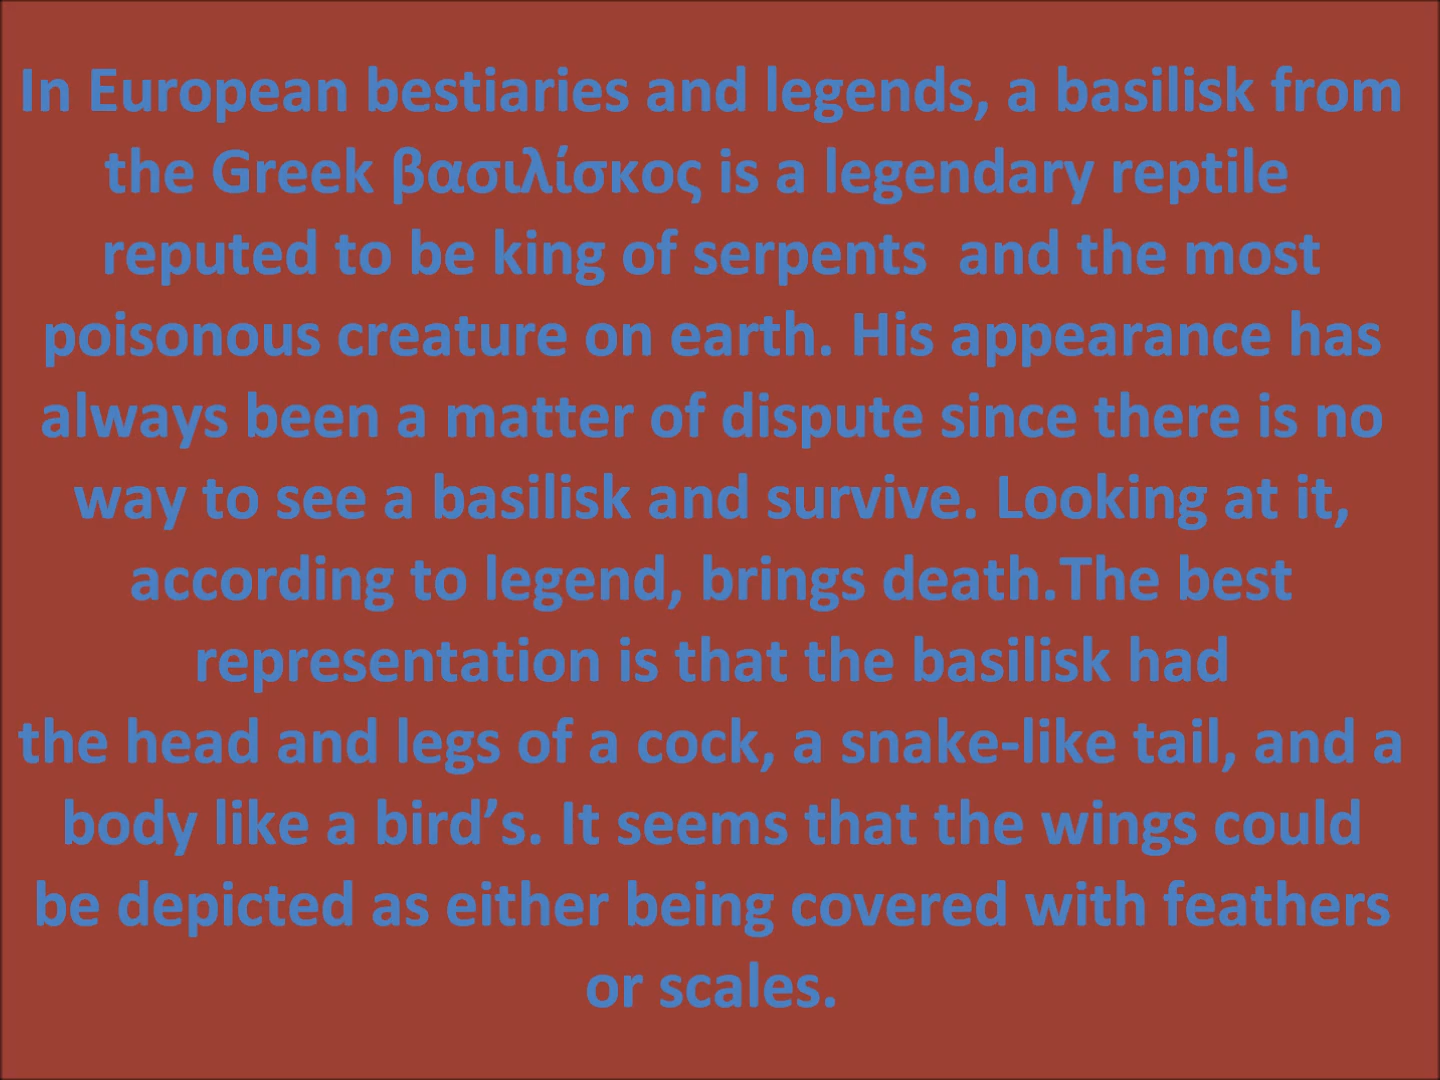 In European bestiaries and legends, a basilisk from
the Greek βασιλίσκος is a legendary reptile
reputed to be king of serpents  and the most
poisonous creature on earth. His appearance has
always been a matter of dispute since there is no
way to see a basilisk and survive. Looking at it,
according to legend, brings death.The best
representation is that the basilisk had
the head and legs of a cock, a snake-like tail, and a
body like a bird’s. It seems that the wings could
be depicted as either being covered with feathers
or scales.